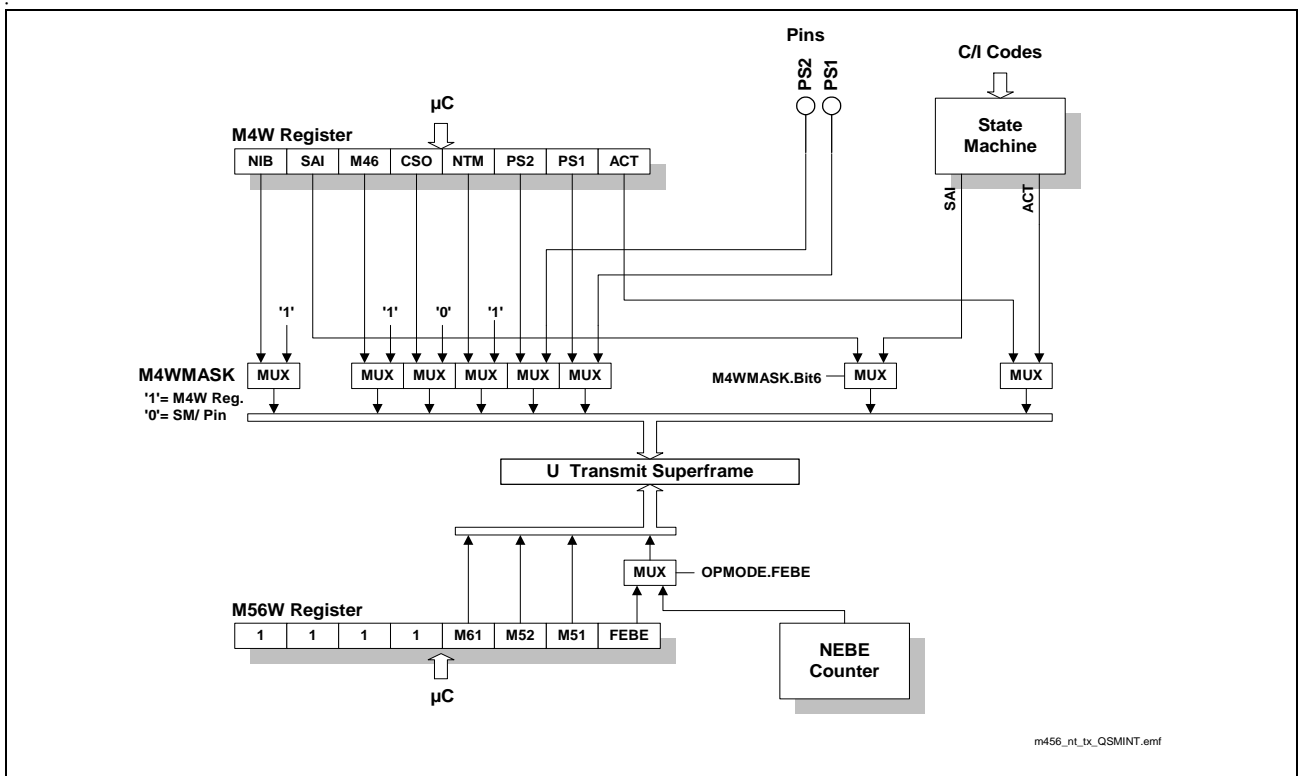 .
Pins
C/I Codes
PS2
PS1
µC
State
Machine
M4W Register
NIB SAI M46 CSO NTM PS2 PS1 ACT
SAI
ACT
'1' '1' '0' '1'
M4WMASK
MUX MUX MUX MUX MUX MUX M4WMASK.Bit6 MUX MUX
'1'= M4W Reg.
'0'= SM/ Pin
U Transmit Superframe
MUX OPMODE.FEBE
M56W Register
1 1 1 1 M61 M52 M51 FEBE
NEBE
Counter
µC
m456_nt_tx_QSMINT.emf